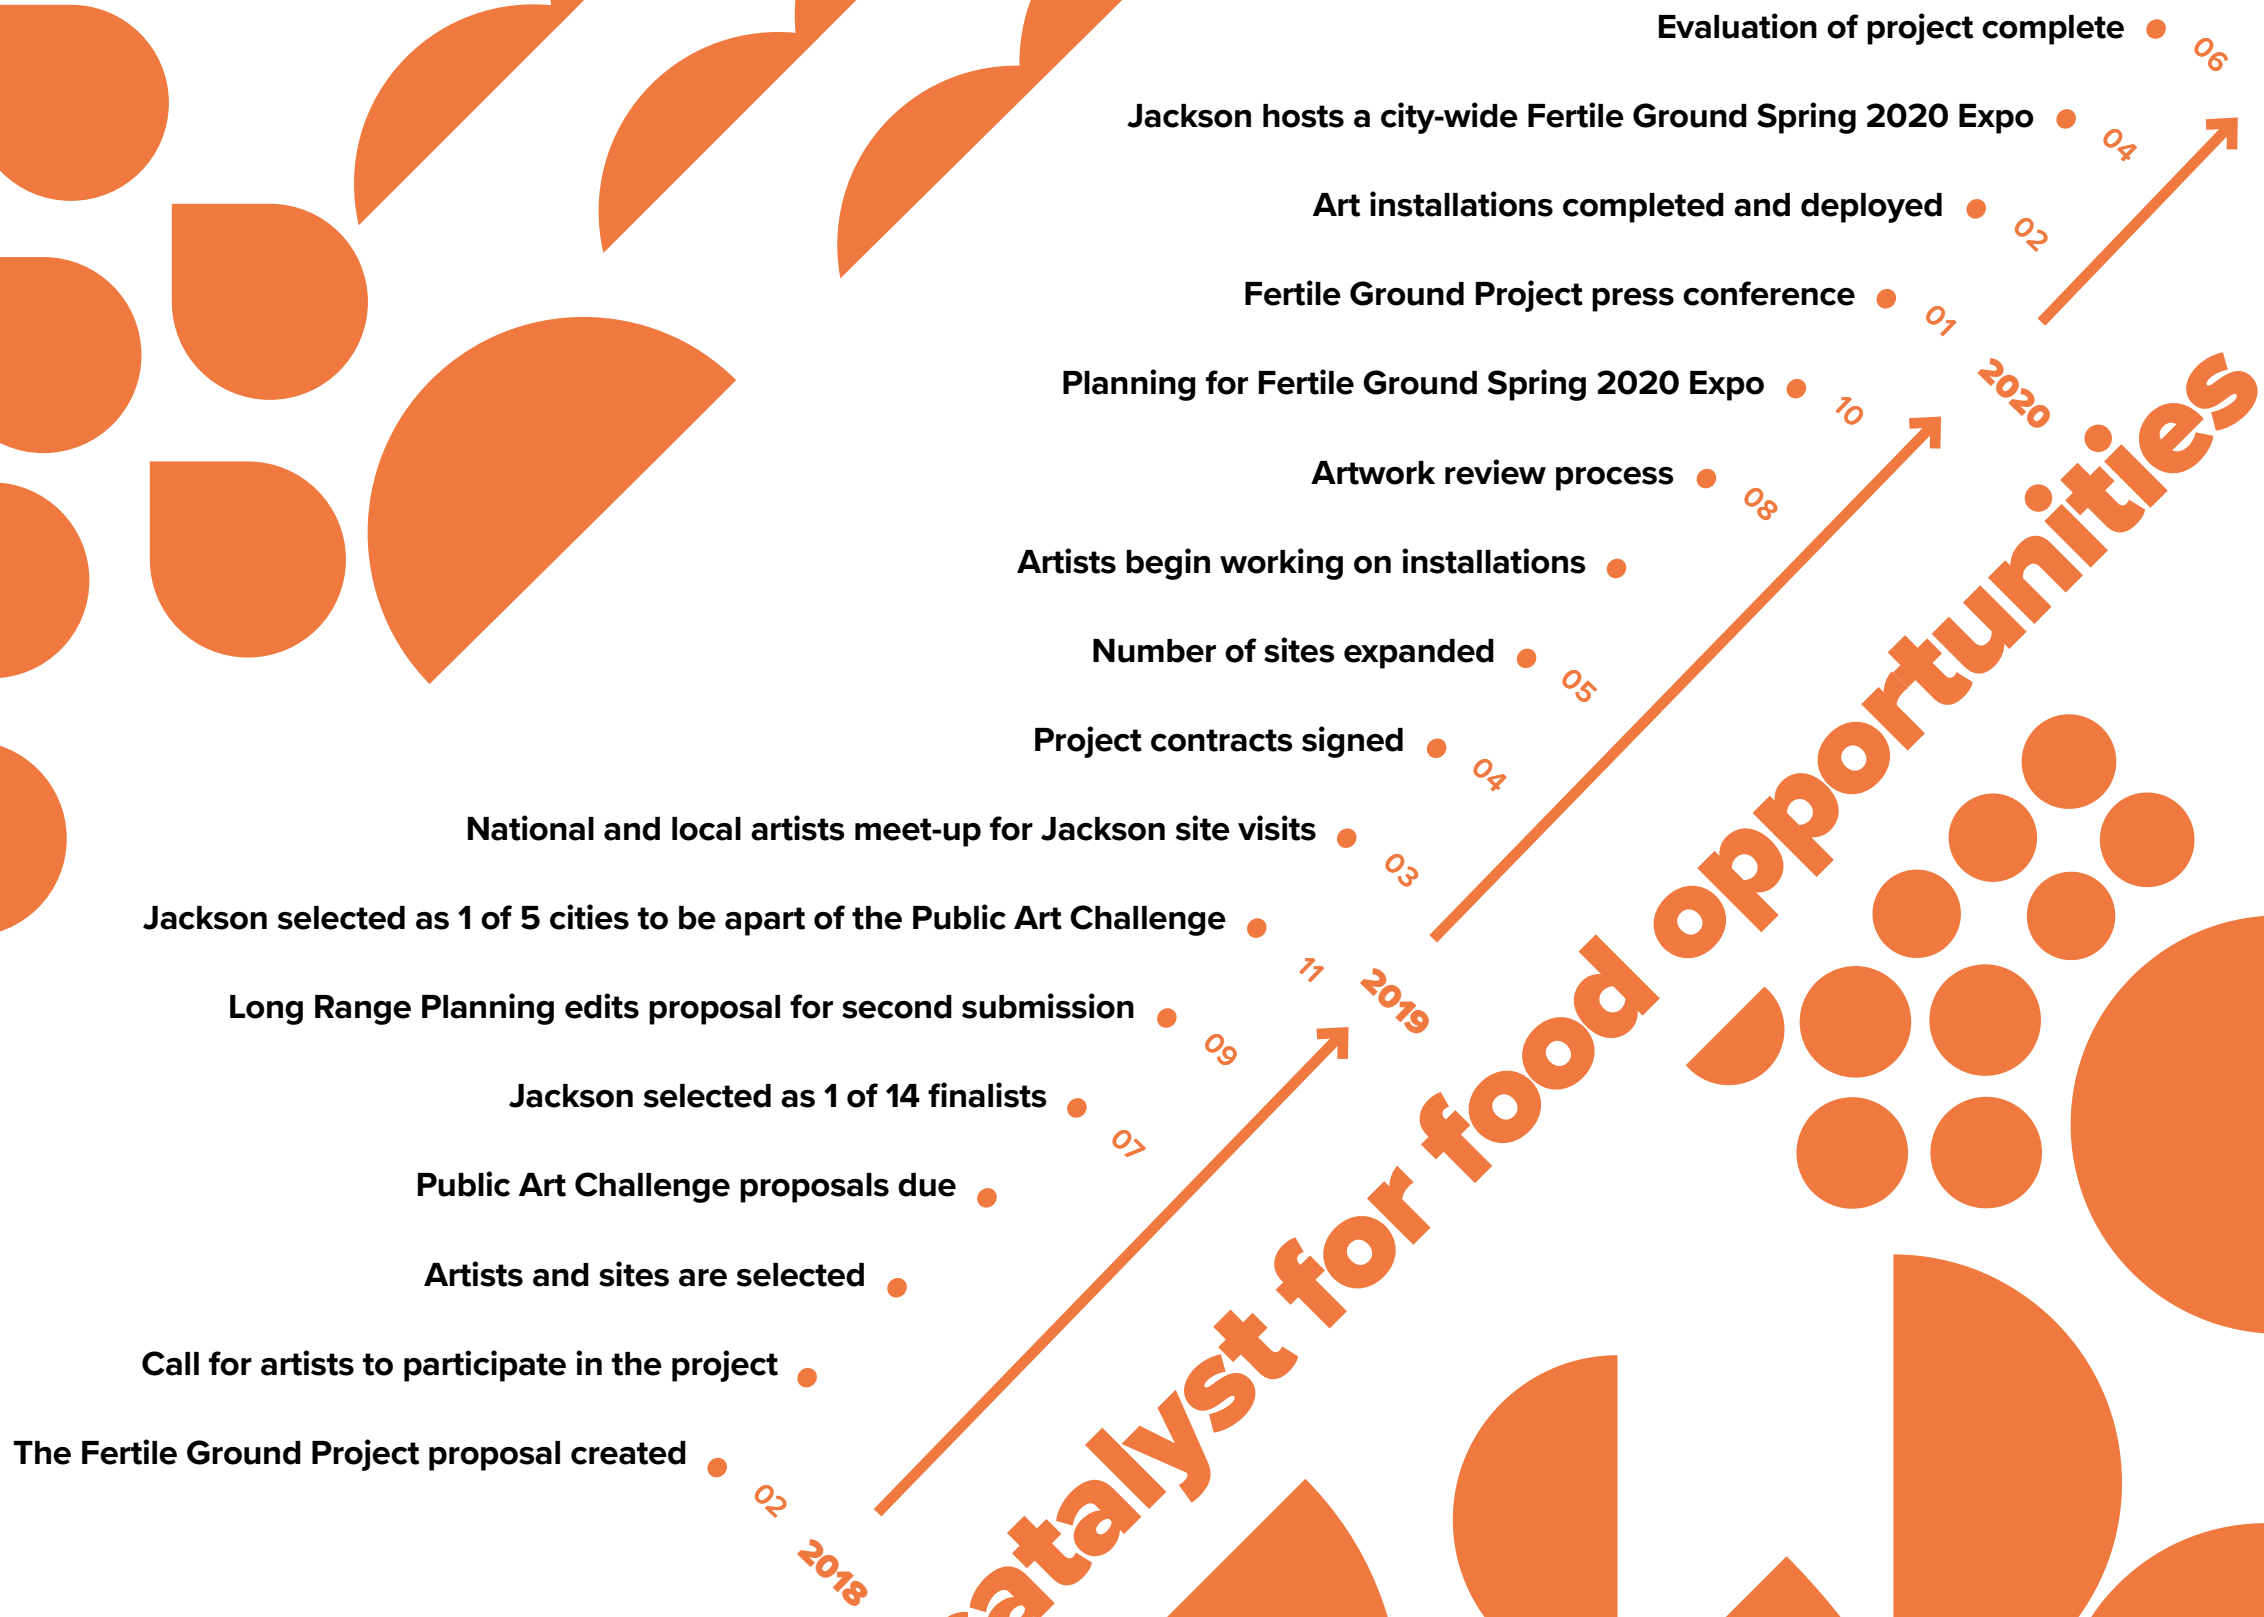 Evaluation of project complete
06
Jackson hosts a city-wide Fertile Ground Spring 2020 Expo
04
Art installations completed and deployed
02
Fertile Ground Project press conference
01
2020
Planning for Fertile Ground Spring 2020 Expo
10
Artwork review process
08
Artists begin working on installations
Number of sites expanded
05
Project contracts signed
04
National and local artists meet-up for Jackson site visits
03
2019
Jackson selected as 1 of 5 cities to be apart of the Public Art Challenge
11
Long Range Planning edits proposal for second submission
09
Jackson selected as 1 of 14 finalists
07
Public Art Challenge proposals due
Artists and sites are selected
Call for artists to participate in the project
The Fertile Ground Project proposal created
02
2018
atalyst for food opportunities